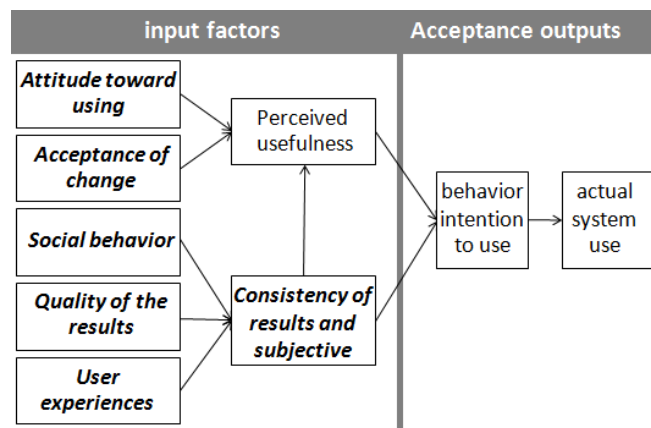 input factors
Acceptance outputs
Attitude toward
using
Acceptance of
change
Social behavior
Quality of the
results
User
experiences
Perceived
usefulness
Consistency of
results and
subjective
behavior
intention
to use
actual
system
use